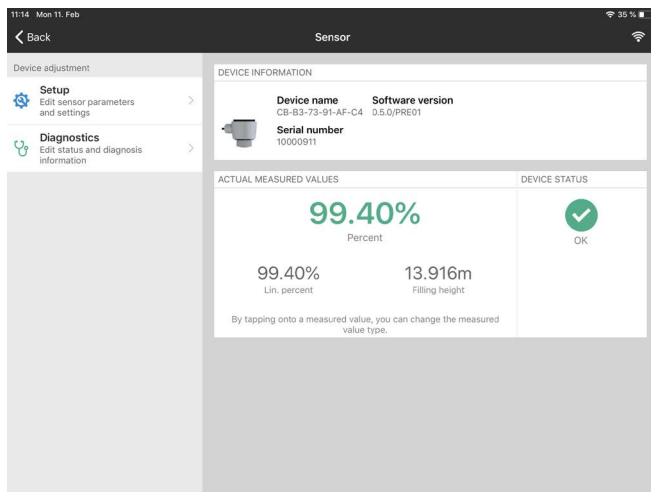 11:14 Mon 11. Feb
35 %
Back
Sensor
Device adjustment
Setup
Edit sensor parameters
and settings
Diagnostics
Edit status and diagnosis
information
DEVICE INFORMATION
Device name Software version
CB-B3-73-91-AF-C4 0.5.0/PRE01
Serial number
10000911
ACTUAL MEASURED VALUES
DEVICE STATUS
99.40%
Percent
OK
99.40% 13.916m
Lin. percent Filling height
By tapping onto a measured value, you can change the measured
value type.